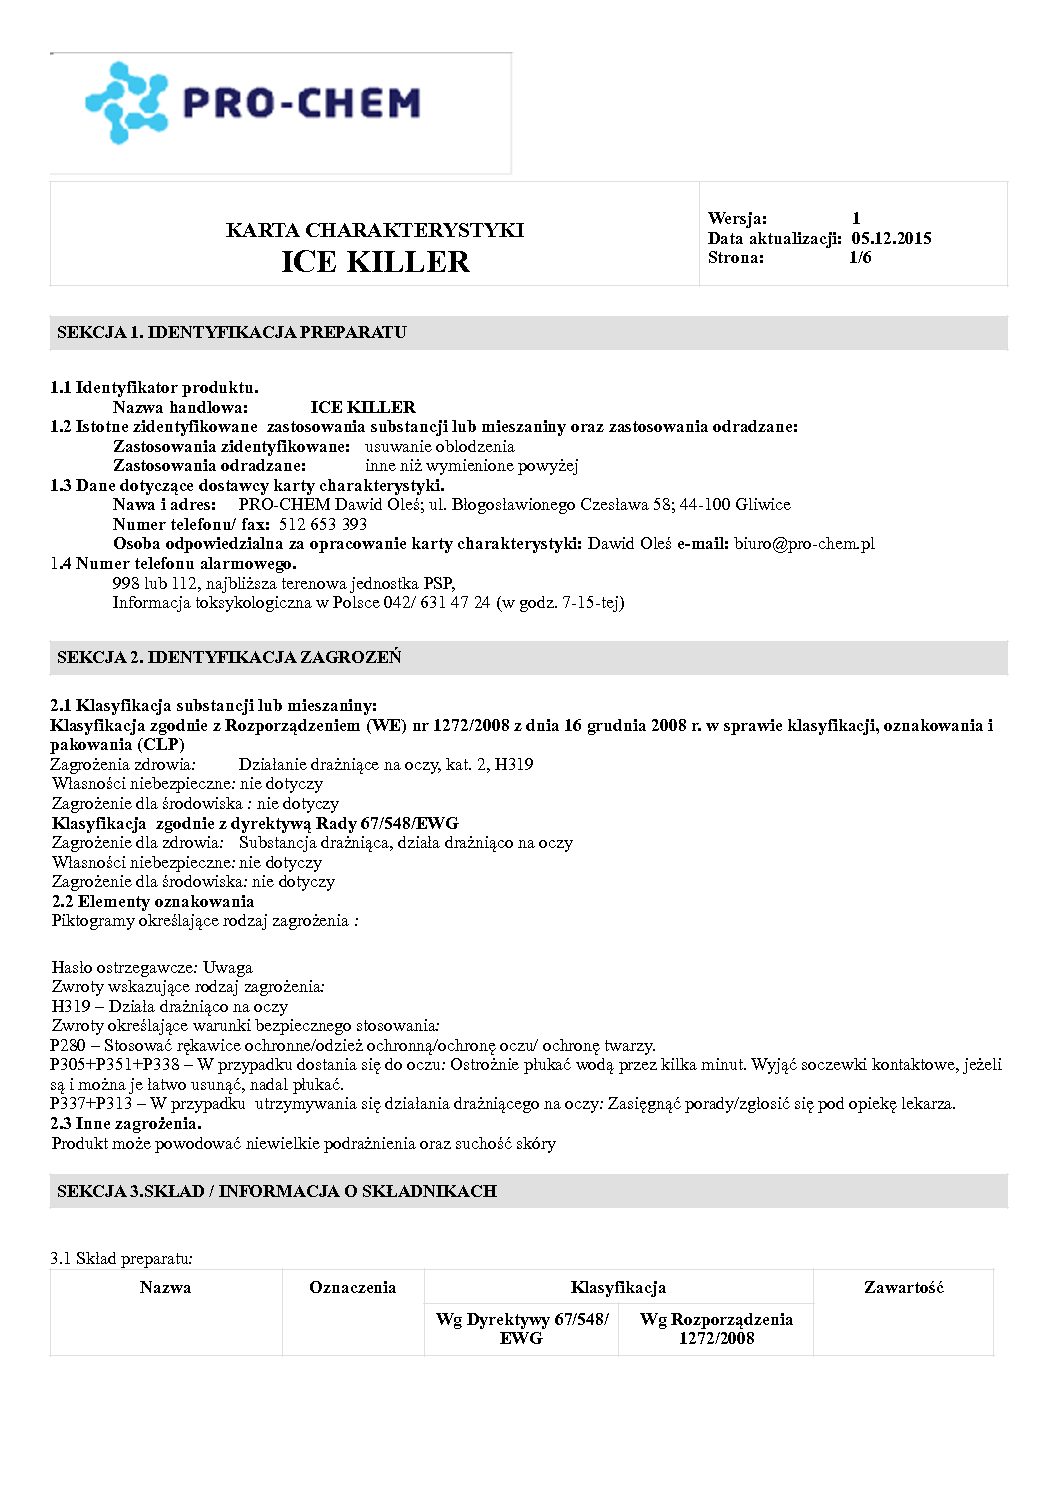 PRO-CHEM
KARTA CHARAKTERYSTYKI
ICE KILLER
Wersja: 1
Data aktualizacji: 05.12.2015
Strona: 1/6
SEKCJA 1. IDENTYFIKACJA PREPARATU
1.1 Identyfikator produktu.
Nazwa handlowa: ICE KILLER
1.2 Istotne zidentyfikowane zastosowania substancji lub mieszaniny oraz zastosowania odradzane:
Zastosowania zidentyfikowane: usuwanie oblodzenia
Zastosowania odradzane: inne niż wymienione powyżej
1.3 Dane dotyczące dostawcy karty charakterystyki.
Nawa i adres: PRO-CHEM Dawid Oleś; ul. Błogosławionego Czesława 58; 44-100 Gliwice
Numer telefonu/ fax: 512 653 393
Osoba odpowiedzialna za opracowanie karty charakterystyki: Dawid Oleś e-mail: biuro@pro-chem.pl
1.4 Numer telefonu alarmowego.
998 lub 112, najbliższa terenowa jednostka PSP,
Informacja toksykologiczna w Polsce 042/ 631 47 24 (w godz. 7-15-tej)
SEKCJA 2. IDENTYFIKACJA ZAGROZEŃ
2.1 Klasyfikacja substancji lub mieszaniny:
Klasyfikacja zgodnie z Rozporządzeniem (WE) nr 1272/2008 z dnia 16 grudnia 2008 r. w sprawie klasyfikacji, oznakowania i
pakowania (CLP)
Zagrożenia zdrowia: Działanie drażniące na oczy, kat. 2, H319
Własności niebezpieczne: nie dotyczy
Zagrożenie dla środowiska : nie dotyczy
Klasyfikacja zgodnie z dyrektywą Rady 67/548/EWG
Zagrożenie dla zdrowia: Substancja drażniąca, działa drażniąco na oczy
Własności niebezpieczne: nie dotyczy
Zagrożenie dla środowiska: nie dotyczy
2.2 Elementy oznakowania
Piktogramy określające rodzaj zagrożenia :
Hasło ostrzegawcze: Uwaga
Zwroty wskazujące rodzaj zagrożenia:
H319 – Działa drażniąco na oczy
Zwroty określające warunki bezpiecznego stosowania:
P280 – Stosować rękawice ochronne/odzież ochronną/ochronę oczu/ ochronę twarzy.
P305+P351+P338 – W przypadku dostania się do oczu: Ostrożnie płukać wodą przez kilka minut. Wyjąć soczewki kontaktowe, jeżeli
są i można je łatwo usunąć, nadal płukać.
P337+P313 – W przypadku utrzymywania się działania drażniącego na oczy: Zasięgnąć porady/zgłosić się pod opiekę lekarza.
2.3 Inne zagrożenia.
Produkt może powodować niewielkie podrażnienia oraz suchość skóry
SEKCJA 3.SKŁAD / INFORMACJA O SKŁADNIKACH
3.1 Skład preparatu:
Nazwa Oznaczenia Klasyfikacja Zawartość
Wg Dyrektywy 67/548/ Wg Rozporządzenia
EWG 1272/2008